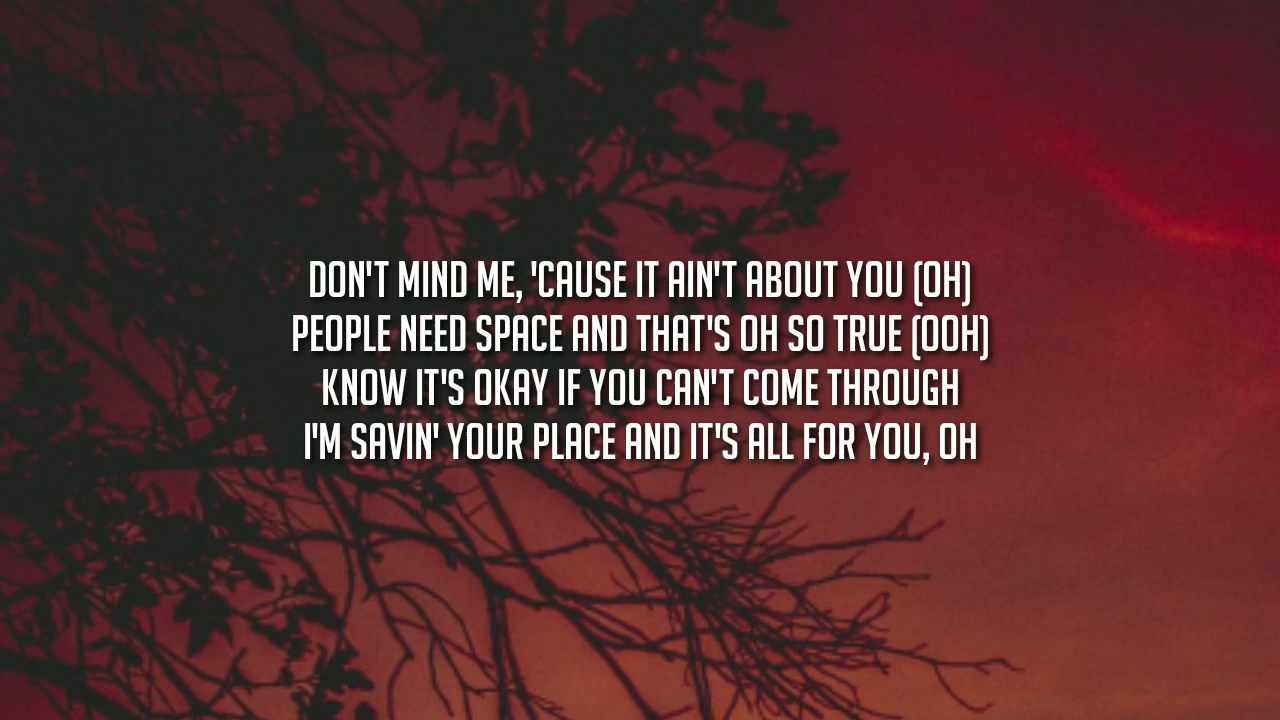 DON'T MIND ME, 'CAUSE IT AIN'T ABOUT YOU (OH)
PEOPLE NEED SPACE AND THAT'S OH SO TRUE (OOH)
KNOW IT'S OKAY IF YOU CAN'T COME THROUGH
I'M SAVIN' YOUR PLACE AND IT'S ALL FOR YOU, OH